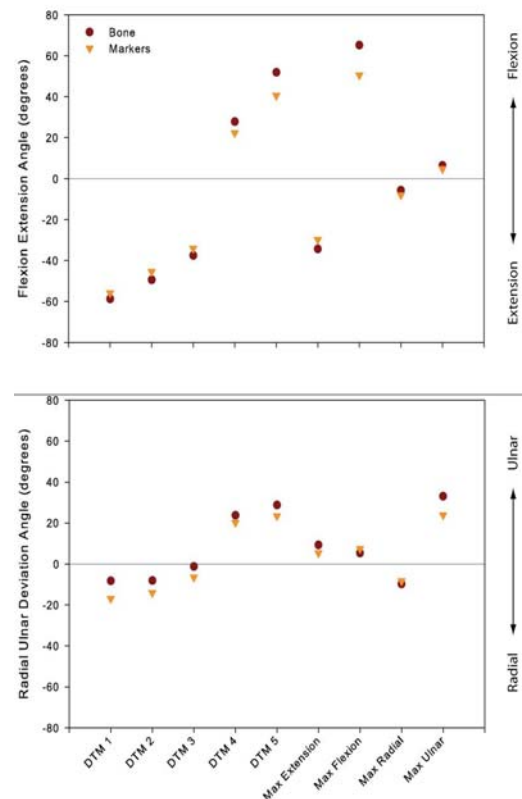 80
60
40
20
0
-20
-40
-60
-80
Flexion Extension Angle (degrees)
Bone
Markers
Flexion
Extension
80
60
40
20
0
-20
-40
-60
-80
Radial Ulnar Deviation Angle (degrees)
Ulnar
Radial
DTM 1
DTM 2
DTM 3
DTM 4
DTM 5
Max Extension
Max Flexion
Max Radial
Max Ulnar